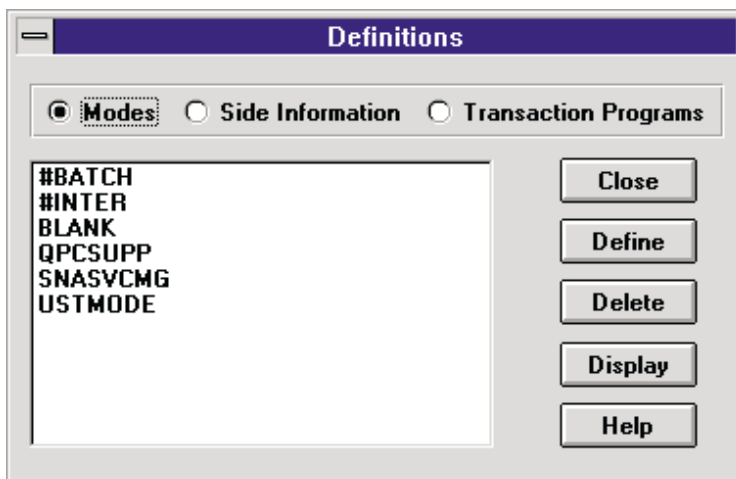 Definitions
Modes Side Information Transaction Programs
#BATCH
#INTER
BLANK
QPCSUPP
SNASVCMG
USTMODE
Close
Define
Delete
Display
Help